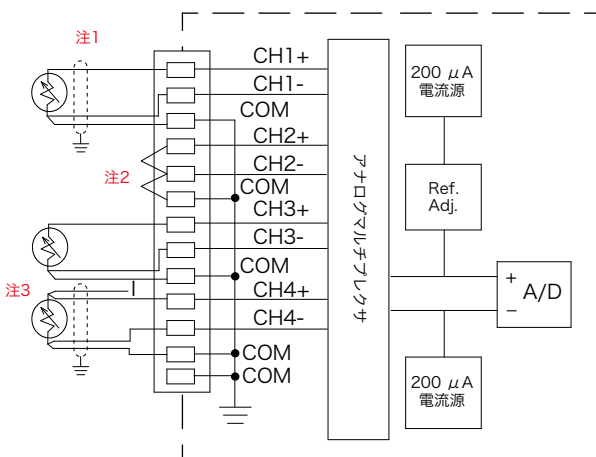 注1
CH1+
CH1-
COM
CH2+
注2
CH2-
COM
CH3+
CH3-
COM
注3
CH4+
CH4-
COM
COM
アナログマルチプレクサ
200 μA
電流源
Ref.
Adj.
+
A/D
−
200 μA
電流源